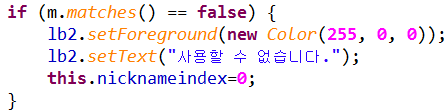 if (m.matches() == false) {
    lb2.setForeground(new Color(255, 0, 0));
    lb2.setText("사용할 수 없습니다.");
    this.nicknameindex=0;
}